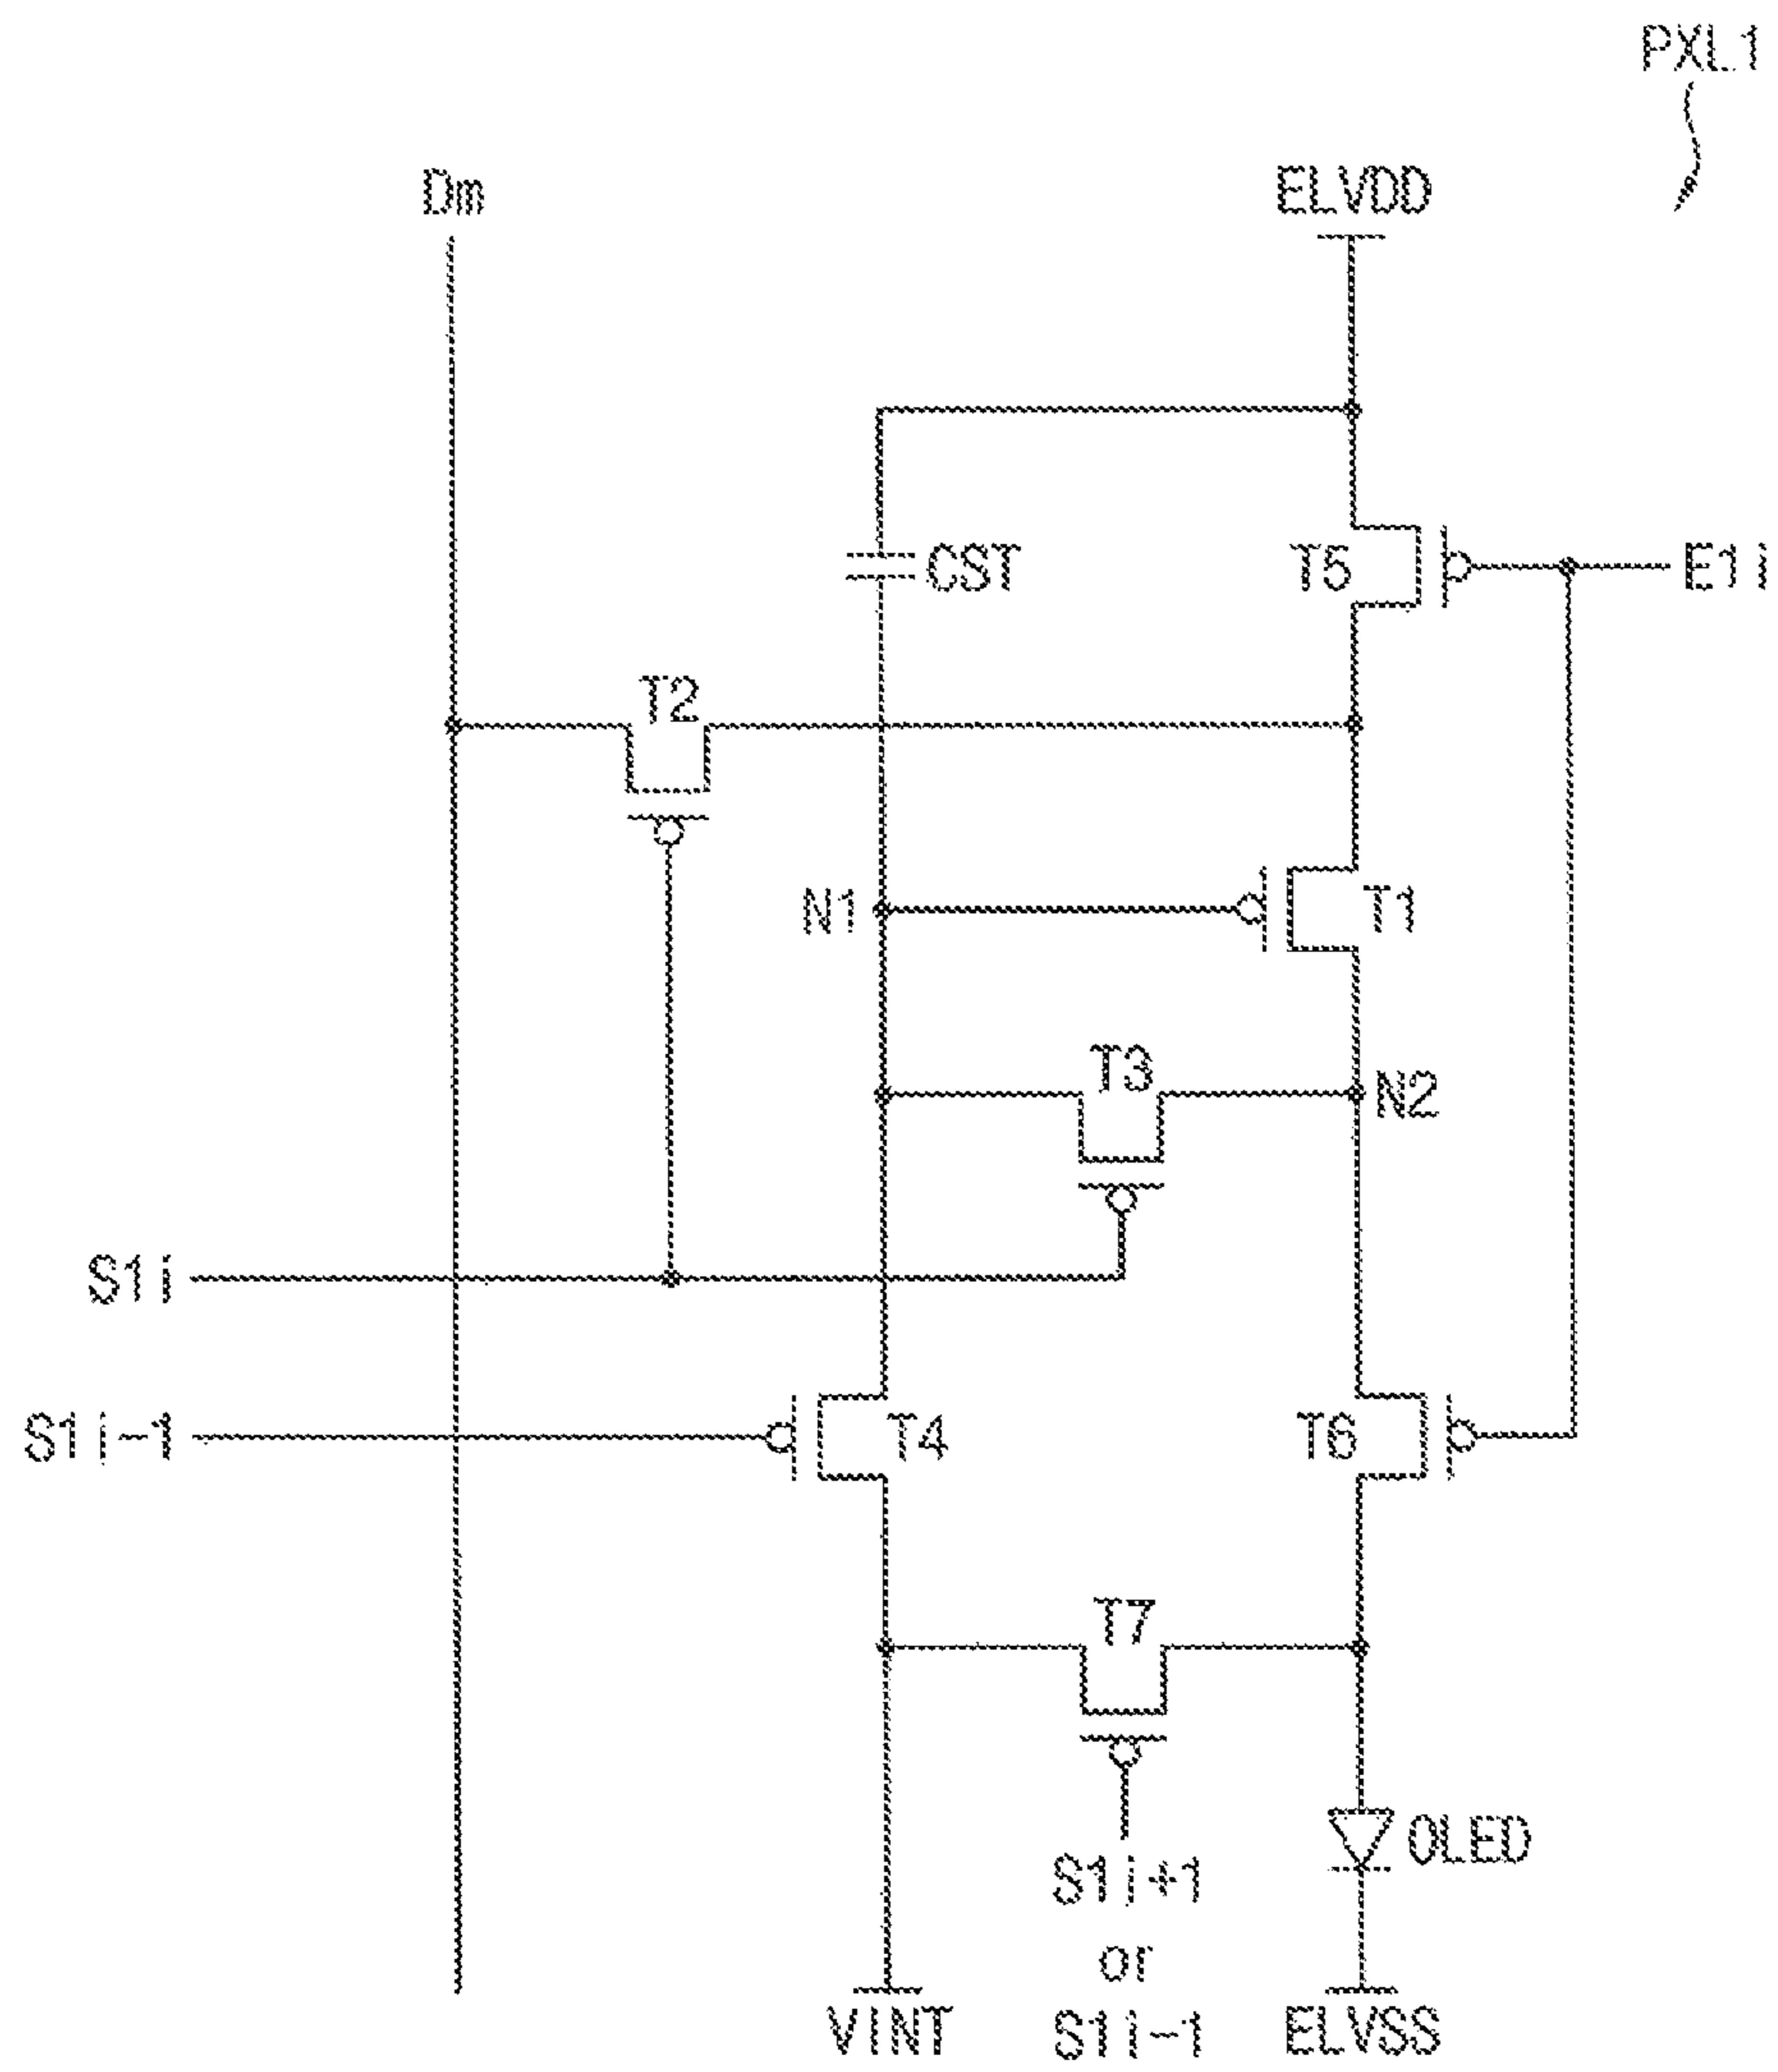 PXL1
Dm
ELVDD
CST
T5
E1i
T2
N1
T1
T3
N2
S1i
S1i-1
T4
T6
T7
OLED
S1i+1
or
S1i-1
VINT
ELVSS